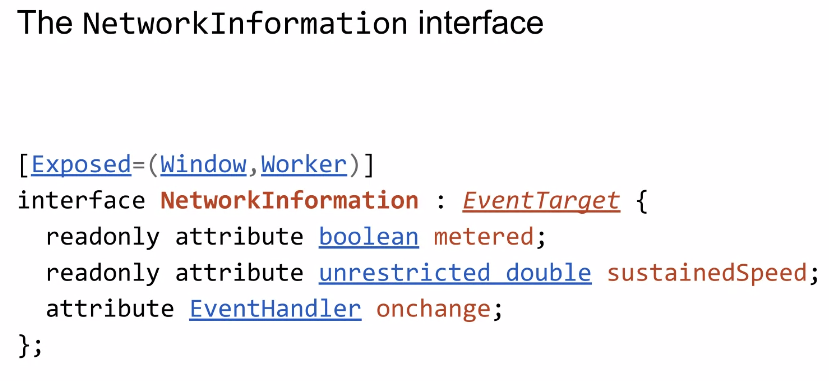 The NetworkInformation interface
[Exposed=(Window,Worker)]
interface NetworkInformation : EventTarget {
readonly attribute boolean metered;
readonly attribute unrestricted double sustainedSpeed;
attribute EventHandler onchange;
};